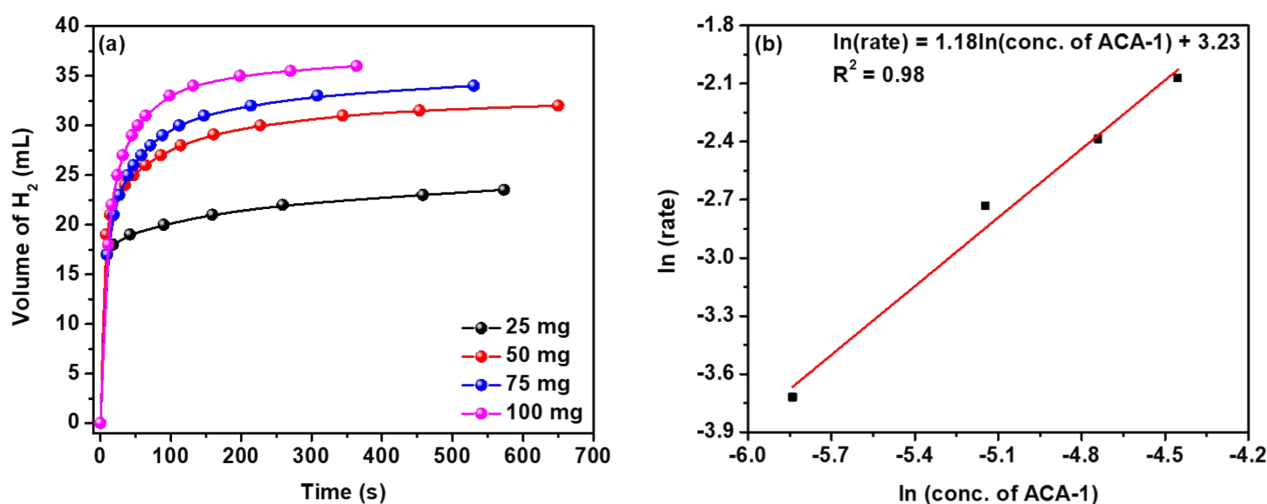 (a)
40
35
30
25
20
15
10
5
0
Volume of H₂ (mL)
0 100 200 300 400 500 600 700
Time (s)
25 mg
50 mg
75 mg
100 mg
(b)
ln(rate) = 1.18ln(conc. of ACA-1) + 3.23
R² = 0.98
-1.8
-2.1
-2.4
-2.7
-3.0
-3.3
-3.6
-3.9
ln (rate)
-6.0 -5.7 -5.4 -5.1 -4.8 -4.5 -4.2
ln (conc. of ACA-1)